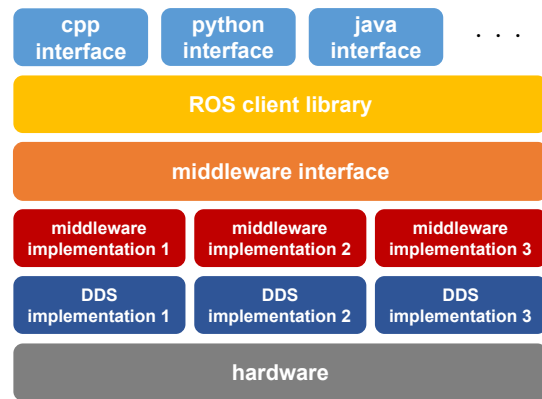 cpp python java
interface interface interface . . .
ROS client library
middleware interface
middleware middleware middleware
implementation 1 implementation 2 implementation 3
DDS DDS DDS
implementation 1 implementation 2 implementation 3
hardware